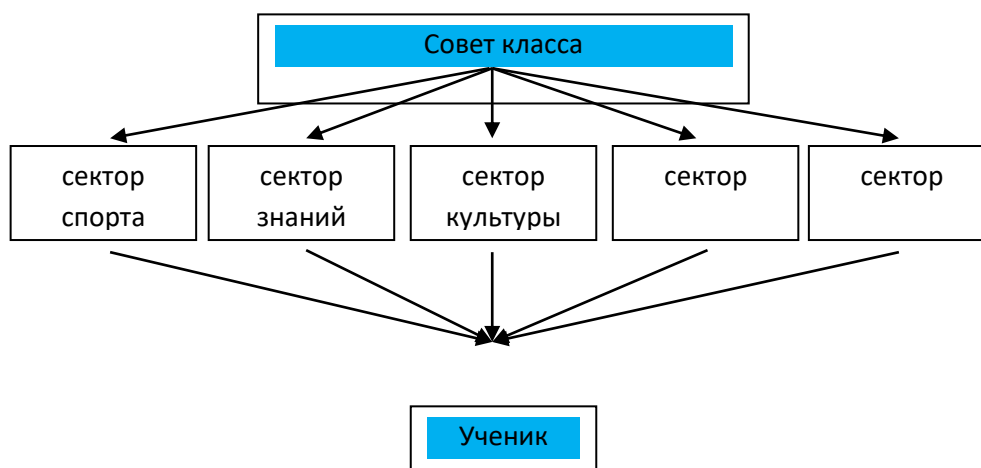 Совет класса
сектор
спорта
сектор
знаний
сектор
культуры
сектор
сектор
Ученик